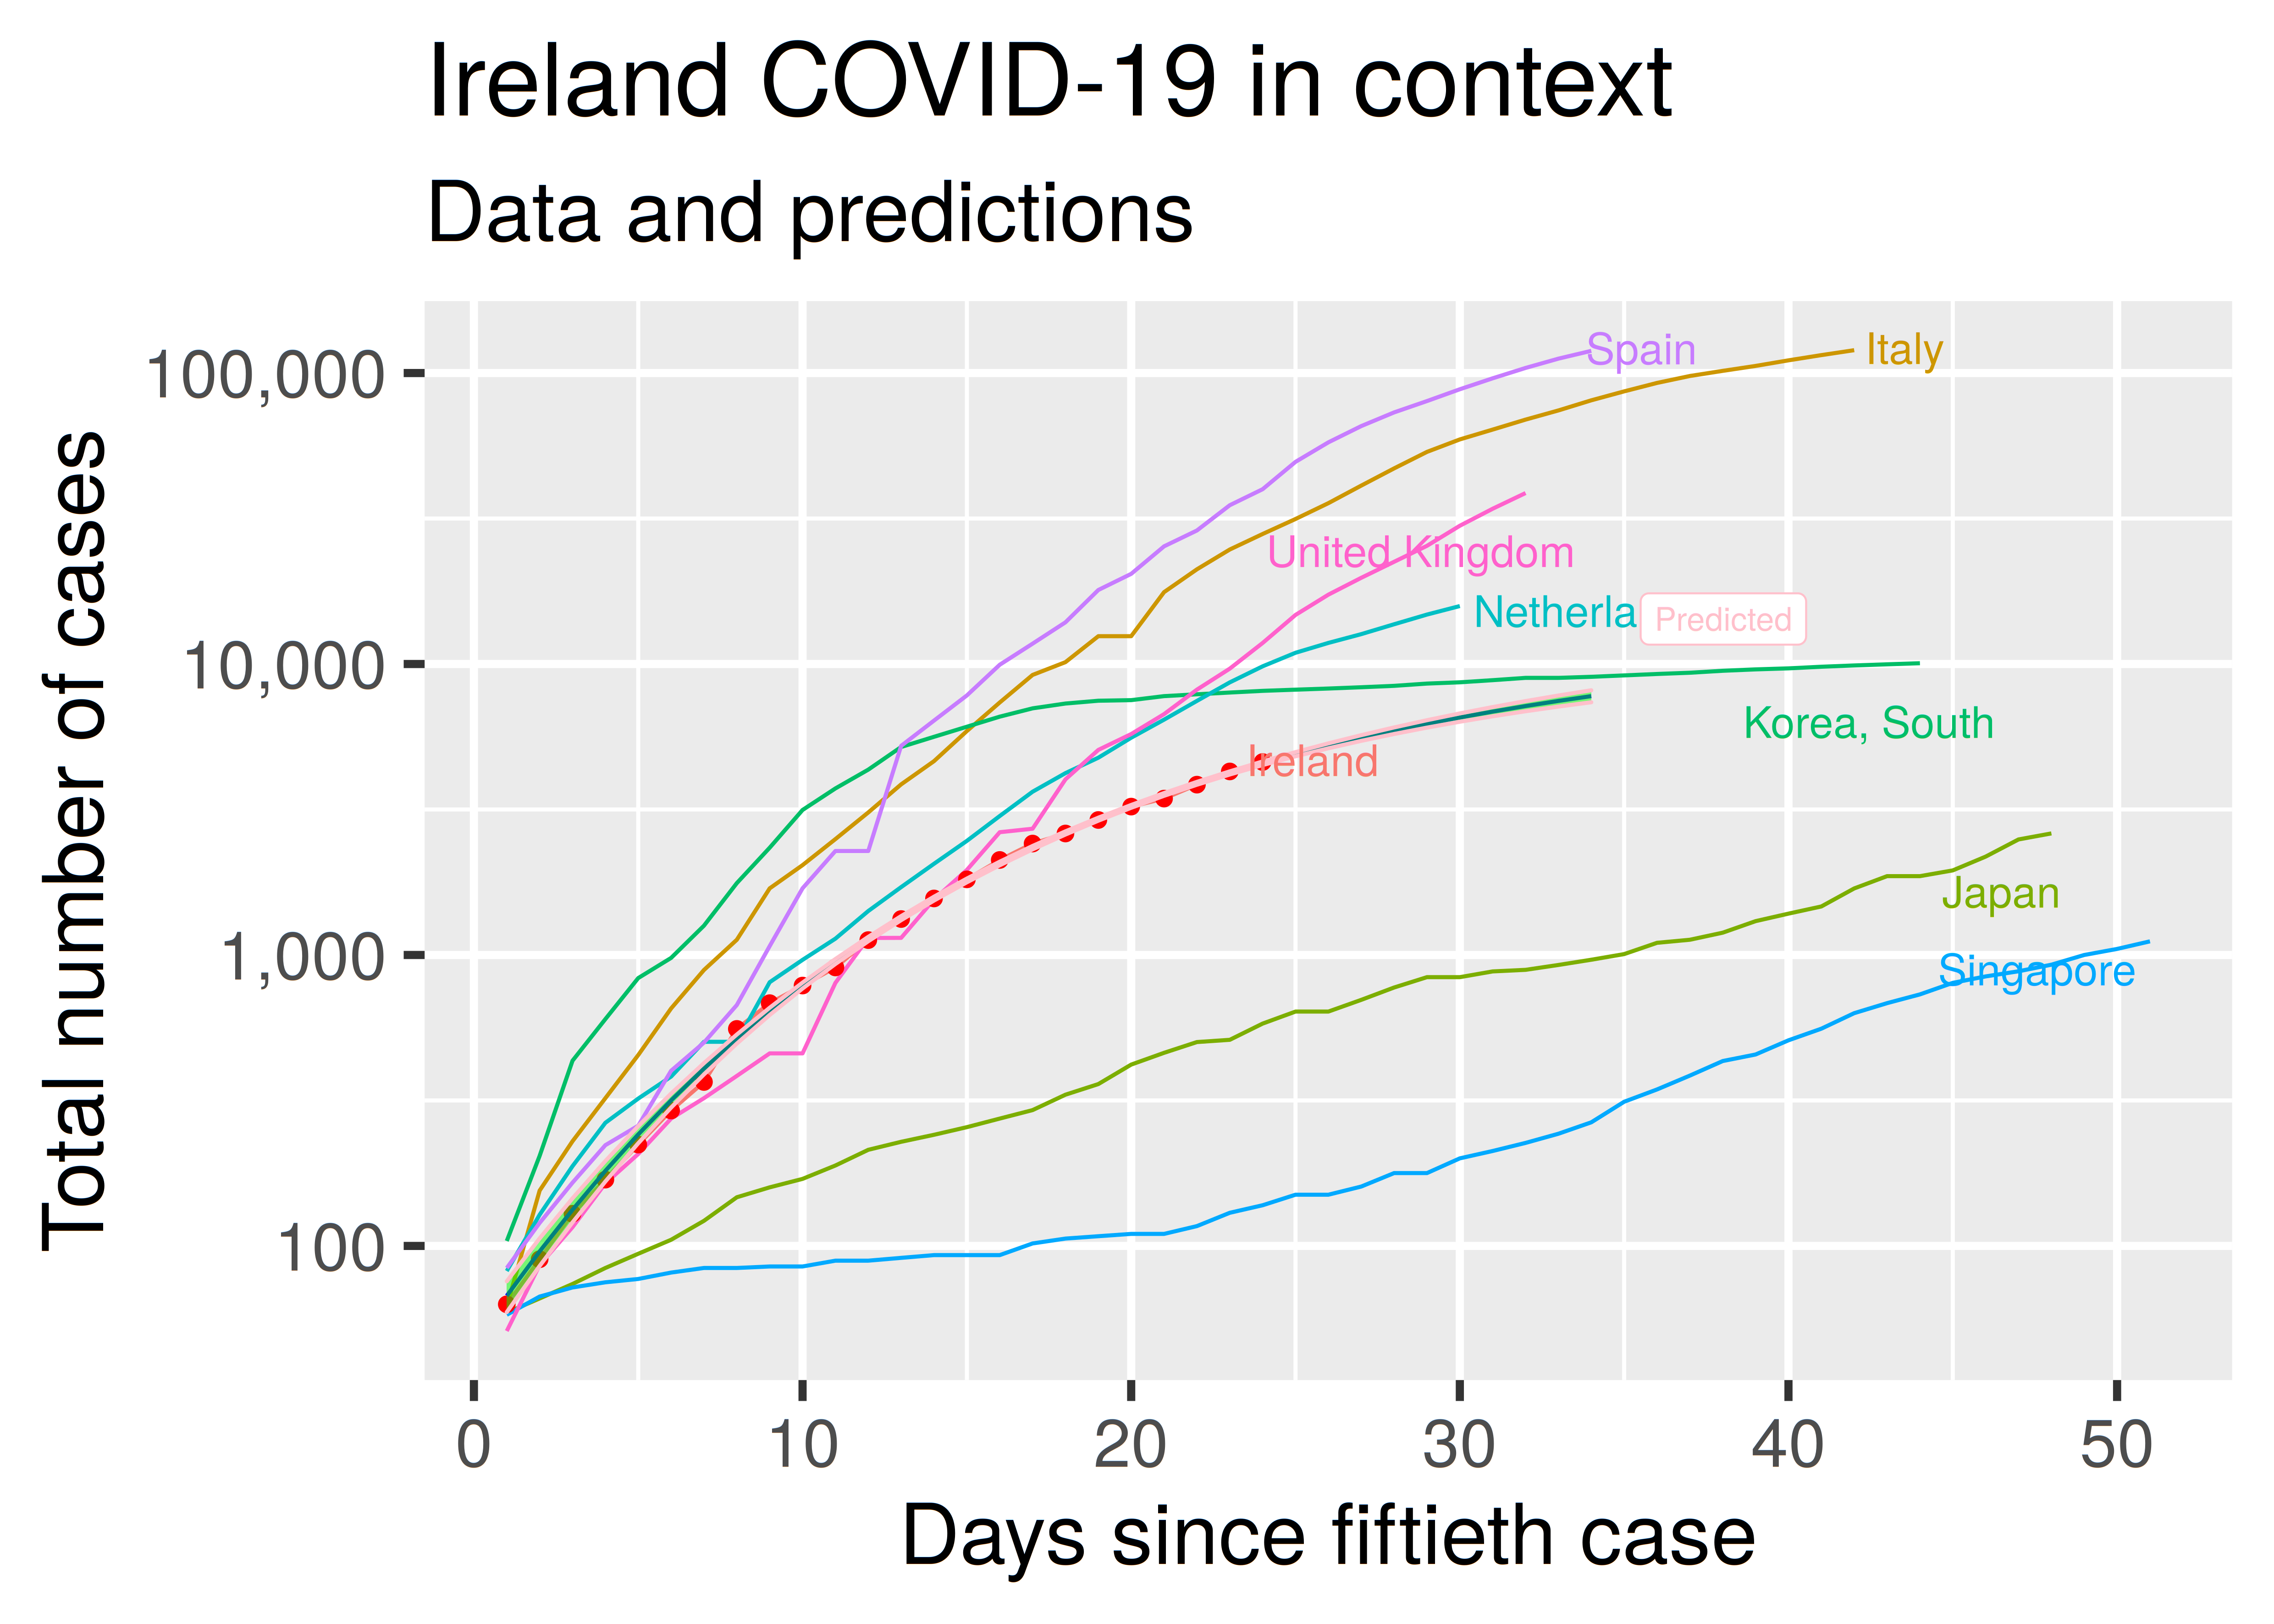 Ireland COVID-19 in context
Data and predictions
Total number of cases
100,000
10,000
1,000
100
Spain
Italy
United Kingdom
Netherla
Predicted
Korea, South
Ireland
Japan
Singapore
0 10 20 30 40 50
Days since fiftieth case